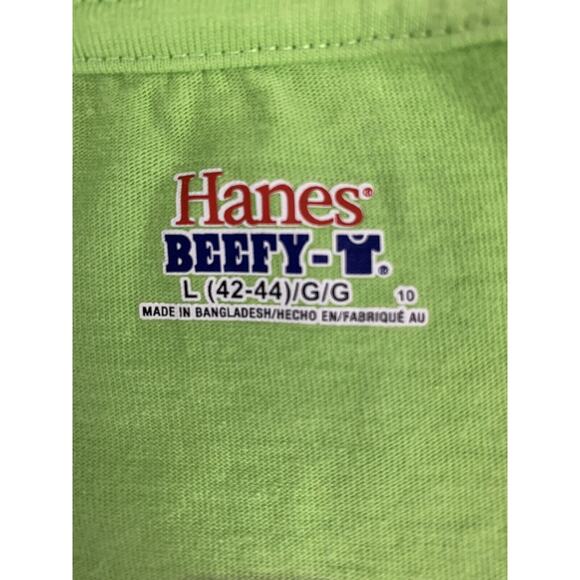 Hanes®
BEEFY-T®
L (42-44)/G/G 10
MADE IN BANGLADESH/HECHO EN/FABRIQUÉ AU